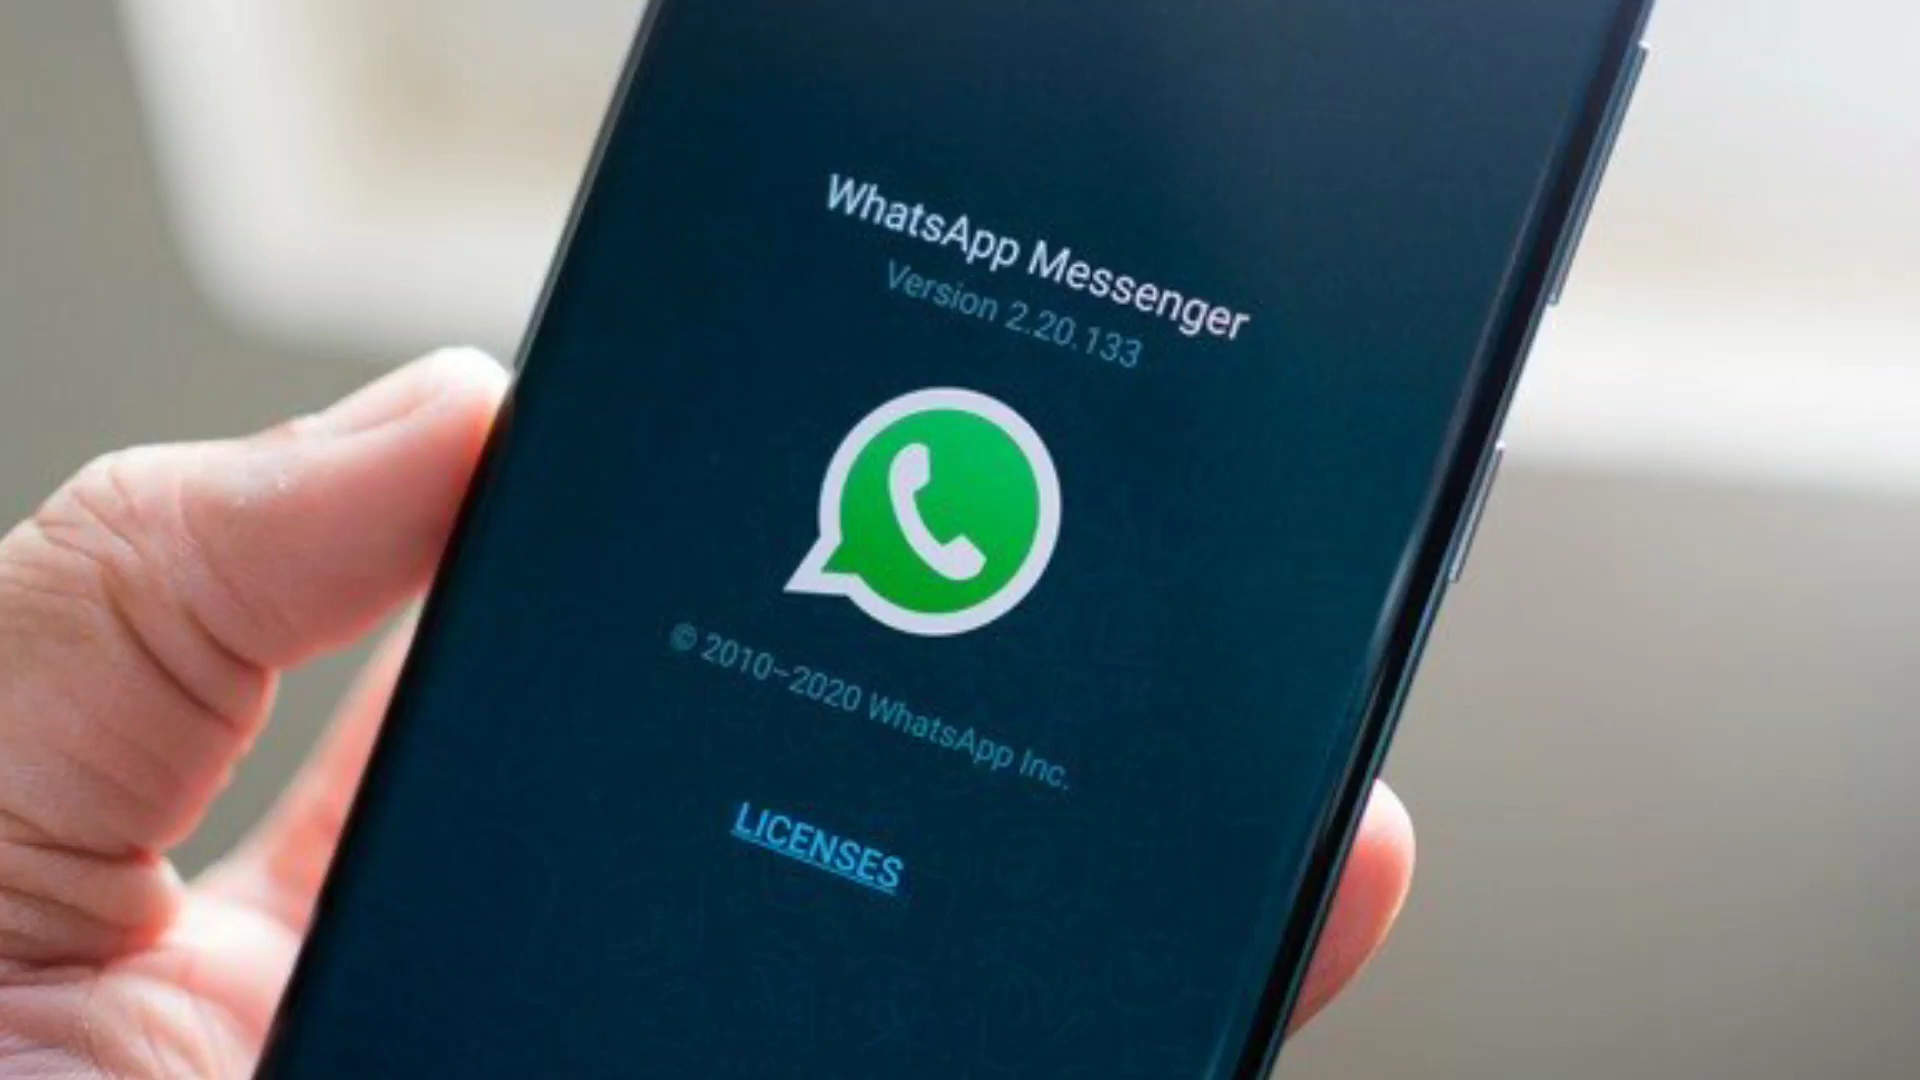 WhatsApp Messenger
Version 2.20.133
© 2010–2020 WhatsApp Inc.
LICENSES